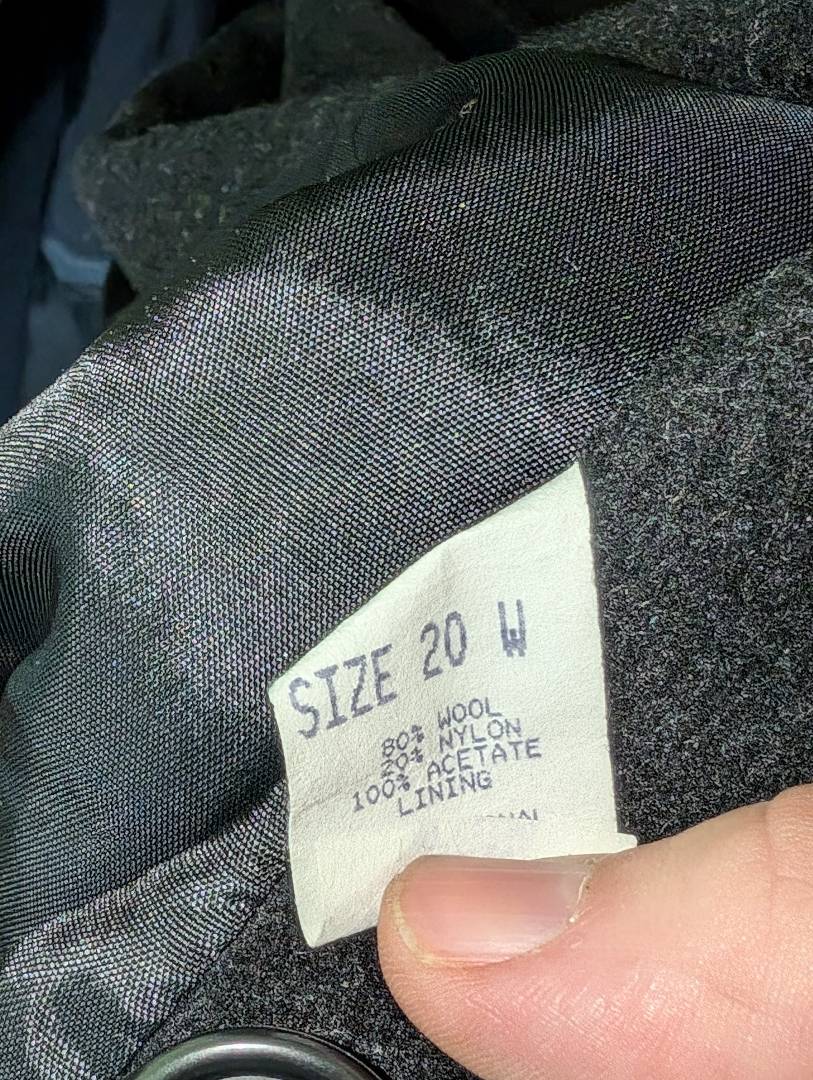 SIZE 20 W
80% WOOL
20% NYLON
100% ACETATE
LINING